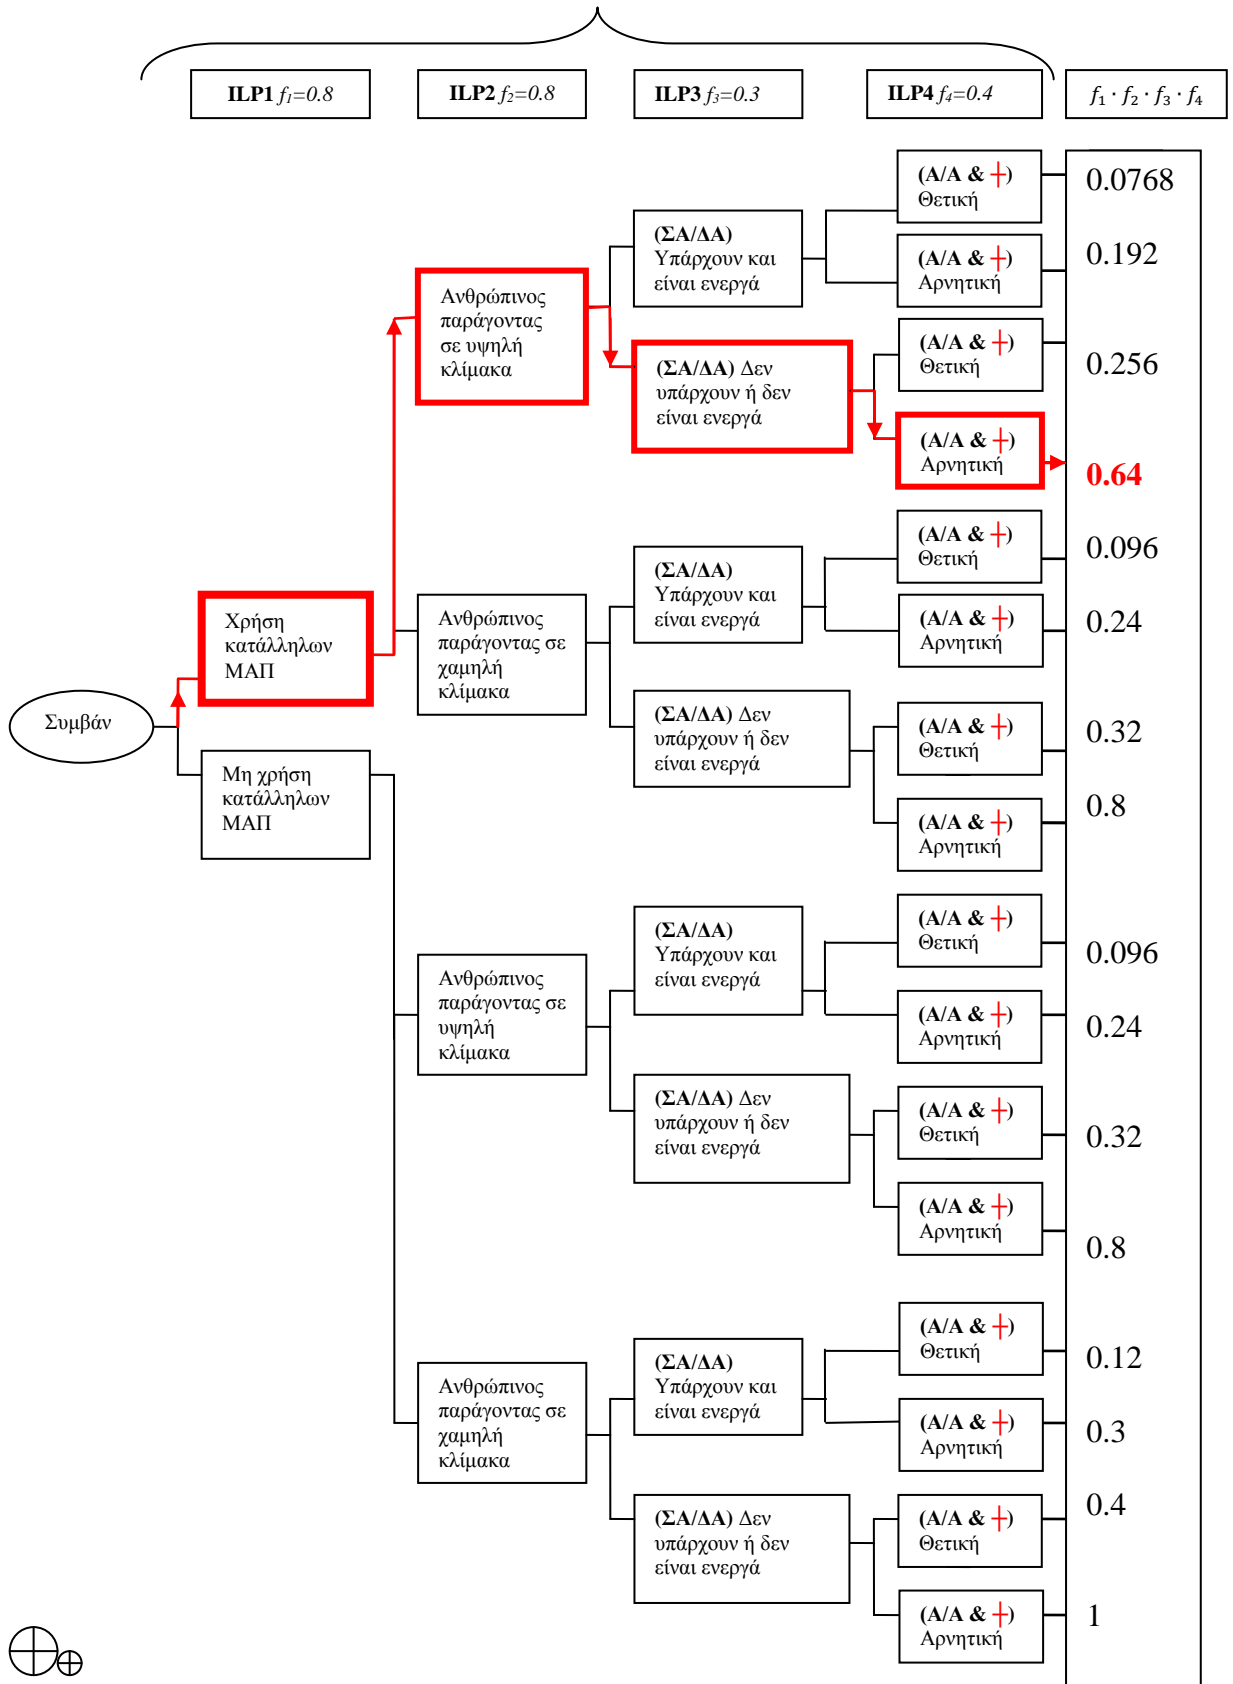 ILP1 f₁=0.8
ILP2 f₂=0.8
ILP3 f₃=0.3
ILP4 f₄=0.4
f₁ · f₂ · f₃ · f₄
(Α/Α & ┼)
Θετική
0.0768
(ΣΑ/ΔΑ)
Υπάρχουν και
είναι ενεργά
(Α/Α & ┼)
Αρνητική
0.192
Ανθρώπινος
παράγοντας
σε υψηλή
κλίμακα
(Α/Α & ┼)
Θετική
0.256
(ΣΑ/ΔΑ) Δεν
υπάρχουν ή δεν
είναι ενεργά
(Α/Α & ┼)
Αρνητική
0.64
(Α/Α & ┼)
Θετική
0.096
(ΣΑ/ΔΑ)
Υπάρχουν και
είναι ενεργά
(Α/Α & ┼)
Αρνητική
0.24
Χρήση
κατάλληλων
ΜΑΠ
Ανθρώπινος
παράγοντας σε
χαμηλή
κλίμακα
(ΣΑ/ΔΑ) Δεν
υπάρχουν ή δεν
είναι ενεργά
(Α/Α & ┼)
Θετική
0.32
Συμβάν
Μη χρήση
κατάλληλων
ΜΑΠ
(Α/Α & ┼)
Αρνητική
0.8
(Α/Α & ┼)
Θετική
0.096
(ΣΑ/ΔΑ)
Υπάρχουν και
είναι ενεργά
(Α/Α & ┼)
Αρνητική
0.24
Ανθρώπινος
παράγοντας σε
υψηλή
κλίμακα
(ΣΑ/ΔΑ) Δεν
υπάρχουν ή δεν
είναι ενεργά
(Α/Α & ┼)
Θετική
0.32
(Α/Α & ┼)
Αρνητική
0.8
(Α/Α & ┼)
Θετική
0.12
(ΣΑ/ΔΑ)
Υπάρχουν και
είναι ενεργά
(Α/Α & ┼)
Αρνητική
0.3
Ανθρώπινος
παράγοντας σε
χαμηλή
κλίμακα
(ΣΑ/ΔΑ) Δεν
υπάρχουν ή δεν
είναι ενεργά
(Α/Α & ┼)
Θετική
0.4
(Α/Α & ┼)
Αρνητική
1